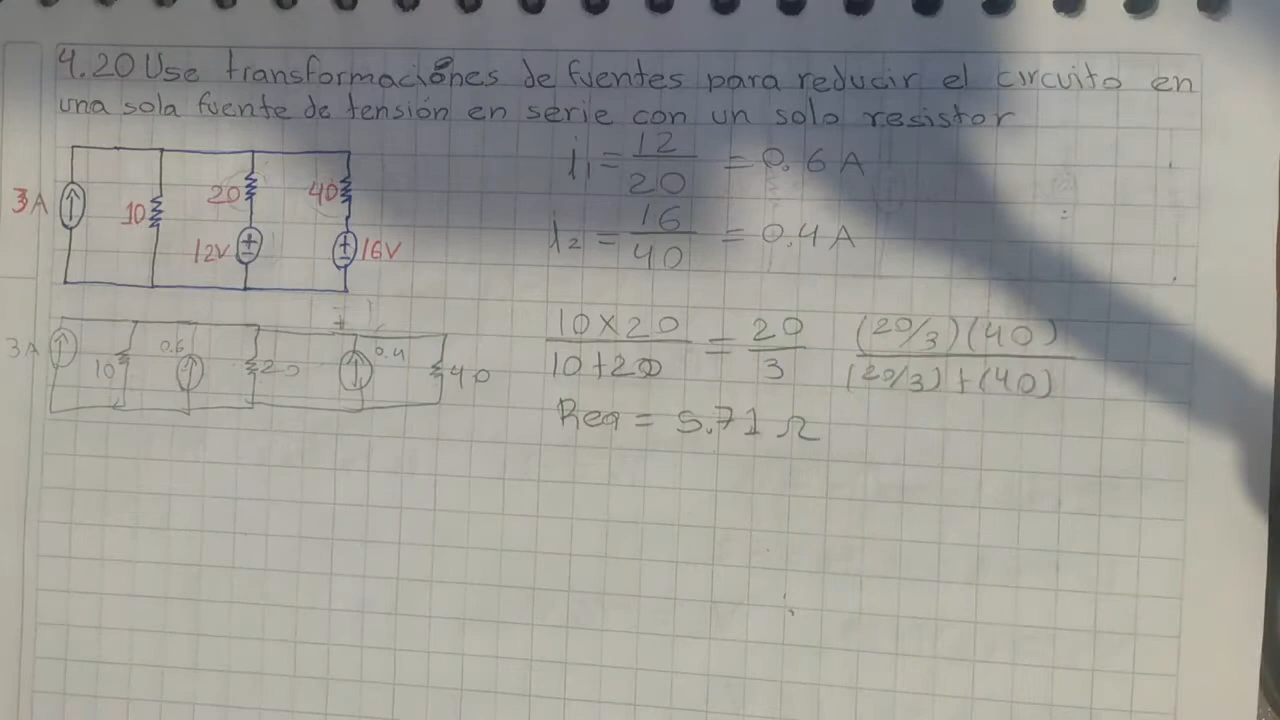 4.20 Use transformaciones de fuentes para reducir el circuito en
una sola fuente de tensión en serie con un solo resistor
i₁ = 12/20 = 0.6 A
3A 10 20 40
12V 16V
i₂ = 16/40 = 0.4 A
+
3A 10 0.6 20 0.4 40
10×20/10+20 = 20/3 (20/3)(40)/(20/3)+(40)
Req = 5.71 Ω